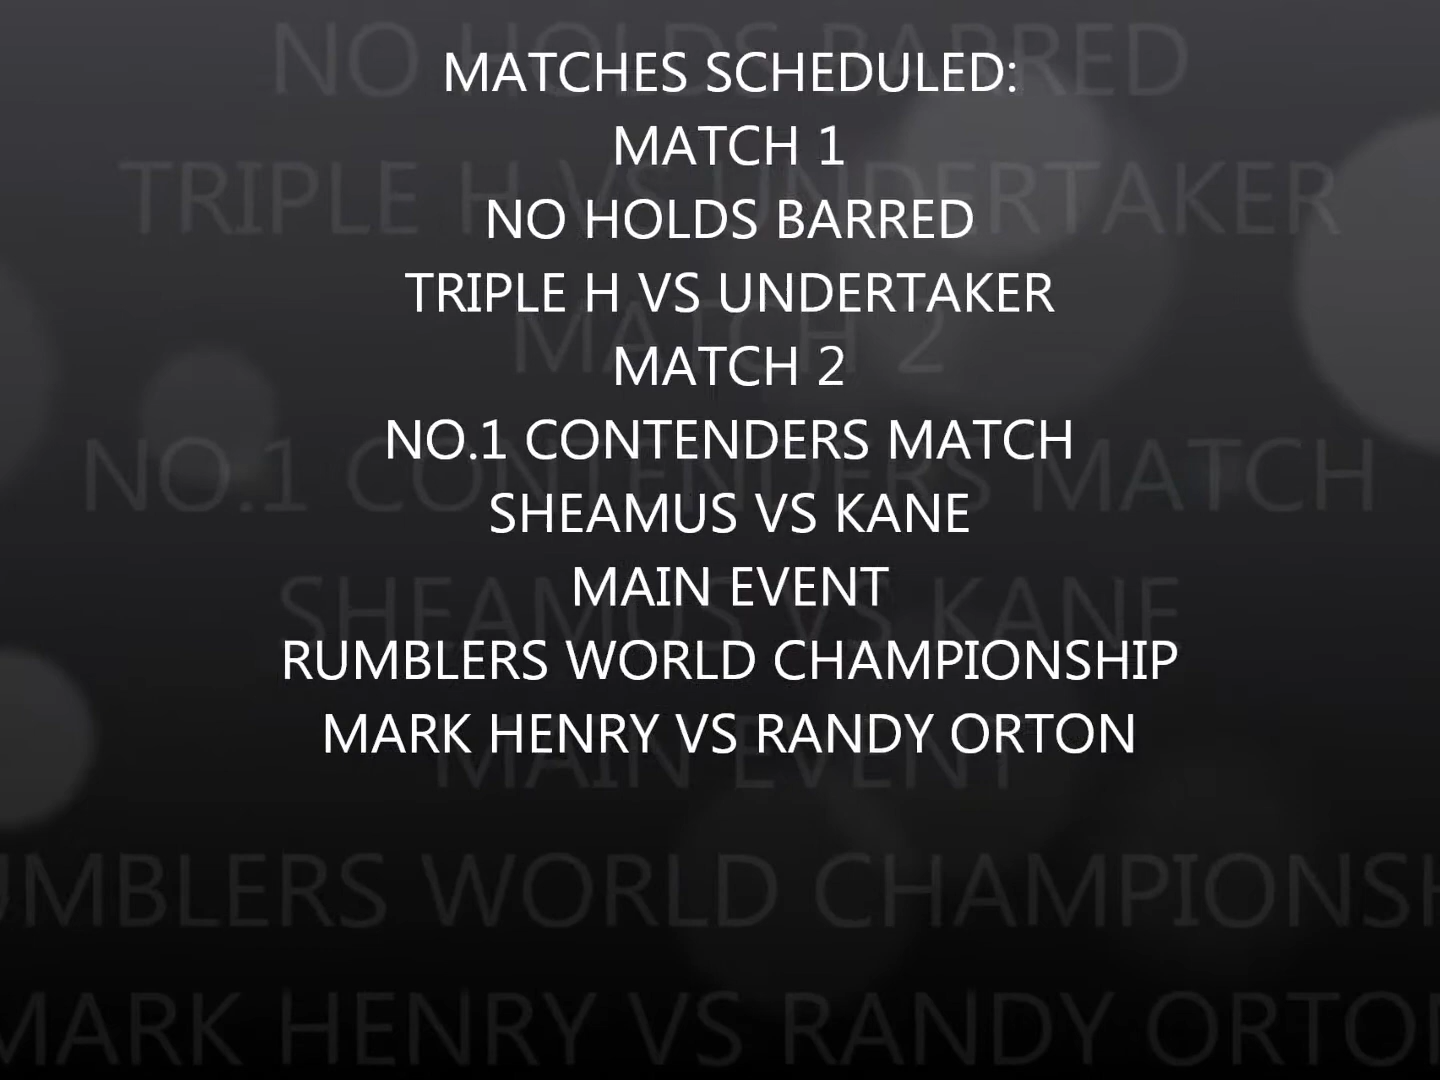 MATCHES SCHEDULED:
MATCH 1
NO HOLDS BARRED
TRIPLE H VS UNDERTAKER
MATCH 2
NO.1 CONTENDERS MATCH
SHEAMUS VS KANE
MAIN EVENT
RUMBLERS WORLD CHAMPIONSHIP
MARK HENRY VS RANDY ORTON